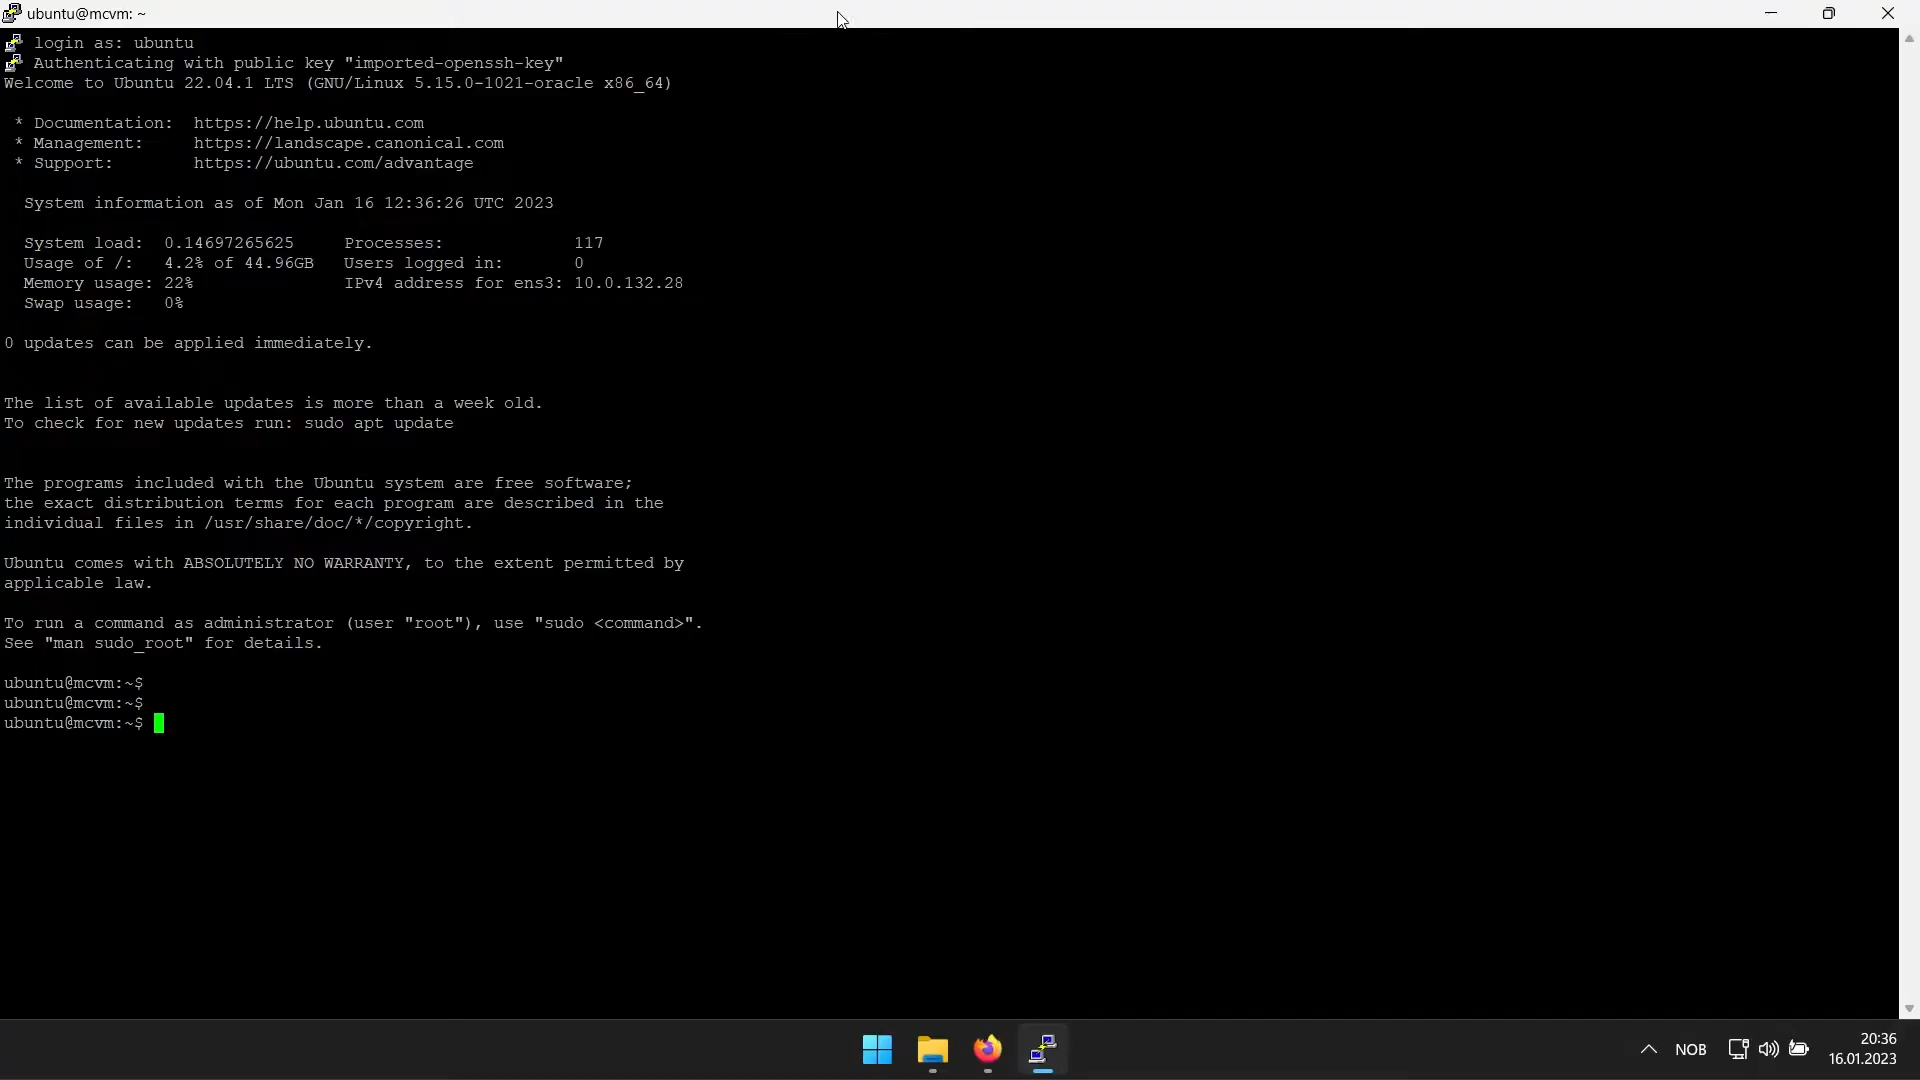 ubuntu@mcvm: ~
login as: ubuntu
Authenticating with public key "imported-openssh-key"
Welcome to Ubuntu 22.04.1 LTS (GNU/Linux 5.15.0-1021-oracle x86_64)
* Documentation:  https://help.ubuntu.com
* Management:     https://landscape.canonical.com
* Support:        https://ubuntu.com/advantage
System information as of Mon Jan 16 12:36:26 UTC 2023
System load:  0.14697265625     Processes:             117
Usage of /:   4.2% of 44.96GB   Users logged in:       0
Memory usage: 22%               IPv4 address for ens3: 10.0.132.28
Swap usage:   0%
0 updates can be applied immediately.
The list of available updates is more than a week old.
To check for new updates run: sudo apt update
The programs included with the Ubuntu system are free software;
the exact distribution terms for each program are described in the
individual files in /usr/share/doc/*/copyright.
Ubuntu comes with ABSOLUTELY NO WARRANTY, to the extent permitted by
applicable law.
To run a command as administrator (user "root"), use "sudo <command>".
See "man sudo_root" for details.
ubuntu@mcvm:~$
ubuntu@mcvm:~$
ubuntu@mcvm:~$
NOB
20:36
16.01.2023